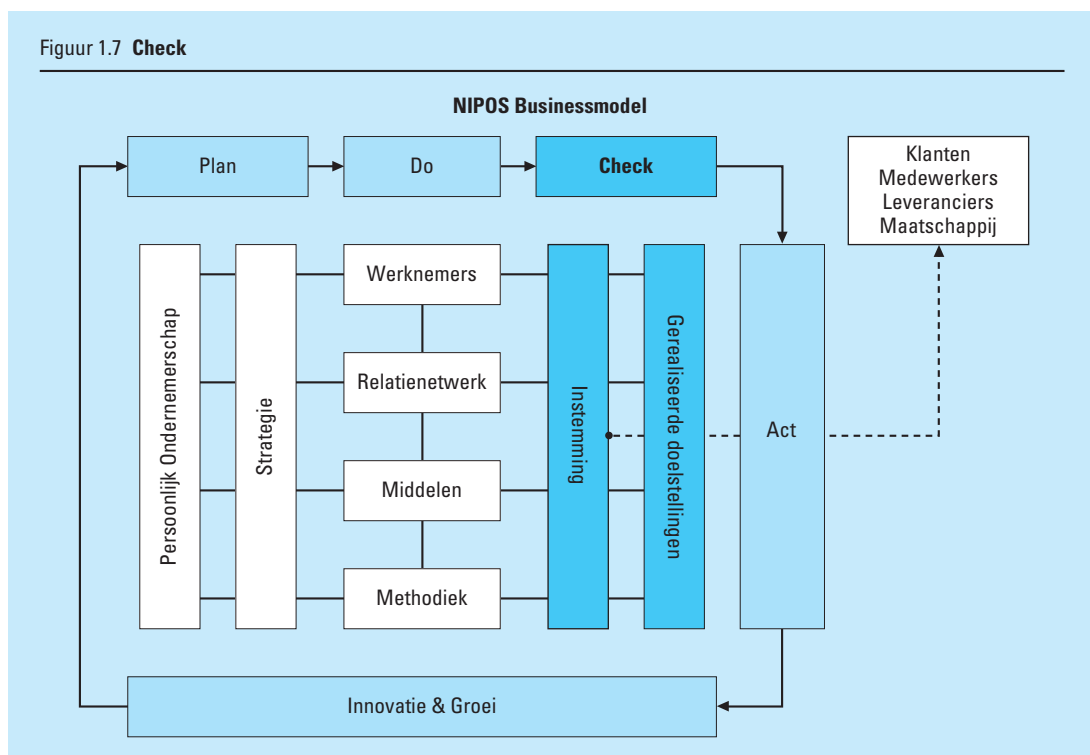 Figuur 1.7 Check
NIPOS Businessmodel
Plan
Do
Check
Klanten
Medewerkers
Leveranciers
Maatschappij
Persoonlijk Ondernemerschap
Strategie
Werknemers
Relatienetwerk
Middelen
Methodiek
Instemming
Gerealiseerde doelstellingen
Act
Innovatie & Groei